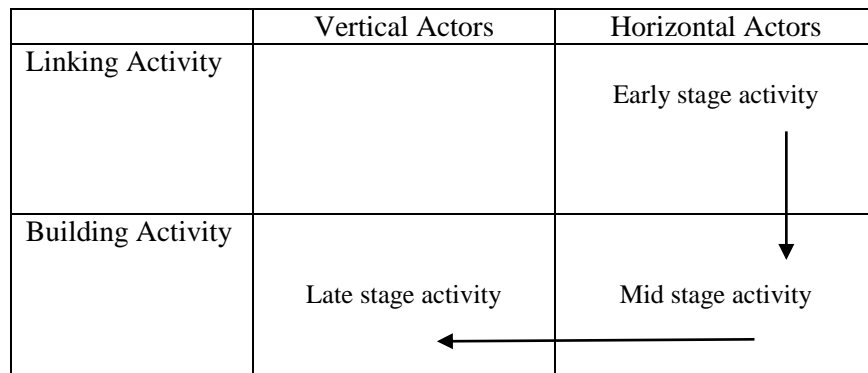 Vertical Actors Horizontal Actors
Linking Activity
Early stage activity
Building Activity
Late stage activity Mid stage activity